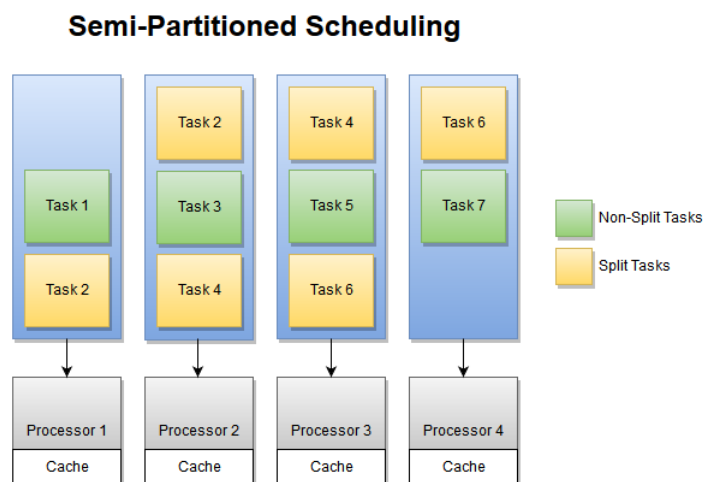 Semi-Partitioned Scheduling
Task 2
Task 4
Task 6
Task 1
Task 3
Task 5
Task 7
Non-Split Tasks
Task 2
Task 4
Task 6
Split Tasks
Processor 1
Processor 2
Processor 3
Processor 4
Cache
Cache
Cache
Cache